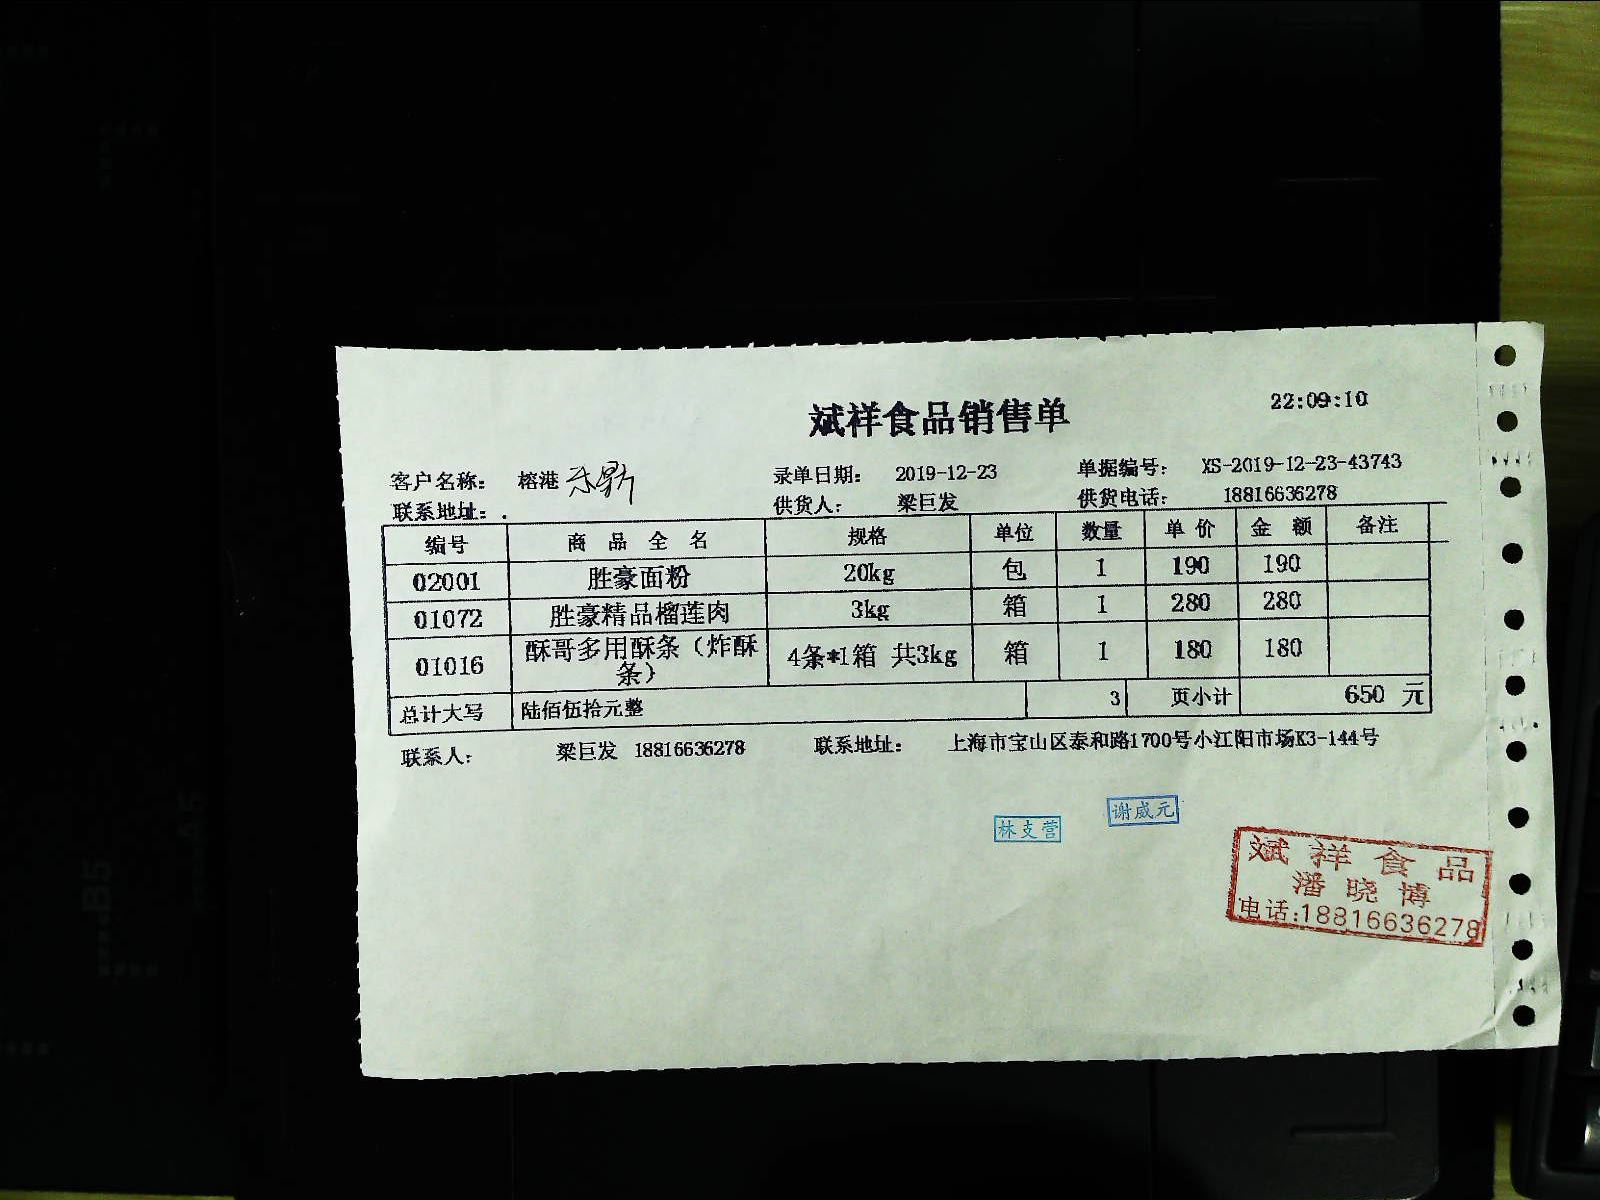 斌祥食品销售单
22:09:10
客户名称： 榕港 录单日期： 2019-12-23 单据编号： XS-2019-12-23-43743
联系地址：. 供货人： 梁巨发 供货电话： 18816636278
编号 商 品 全 名 规格 单位 数量 单 价 金 额 备注
02001 胜豪面粉 20kg 包 1 190 190
01072 胜豪精品榴莲肉 3kg 箱 1 280 280
01016 酥哥多用酥条（炸酥条） 4条*1箱 共3kg 箱 1 180 180
总计大写 陆佰伍拾元整 3 页小计 650 元
联系人： 梁巨发 18816636278 联系地址： 上海市宝山区泰和路1700号小江阳市场K3-144号
林支营 谢威元
斌祥食品
潘晓博
电话:18816636278
B5
A5